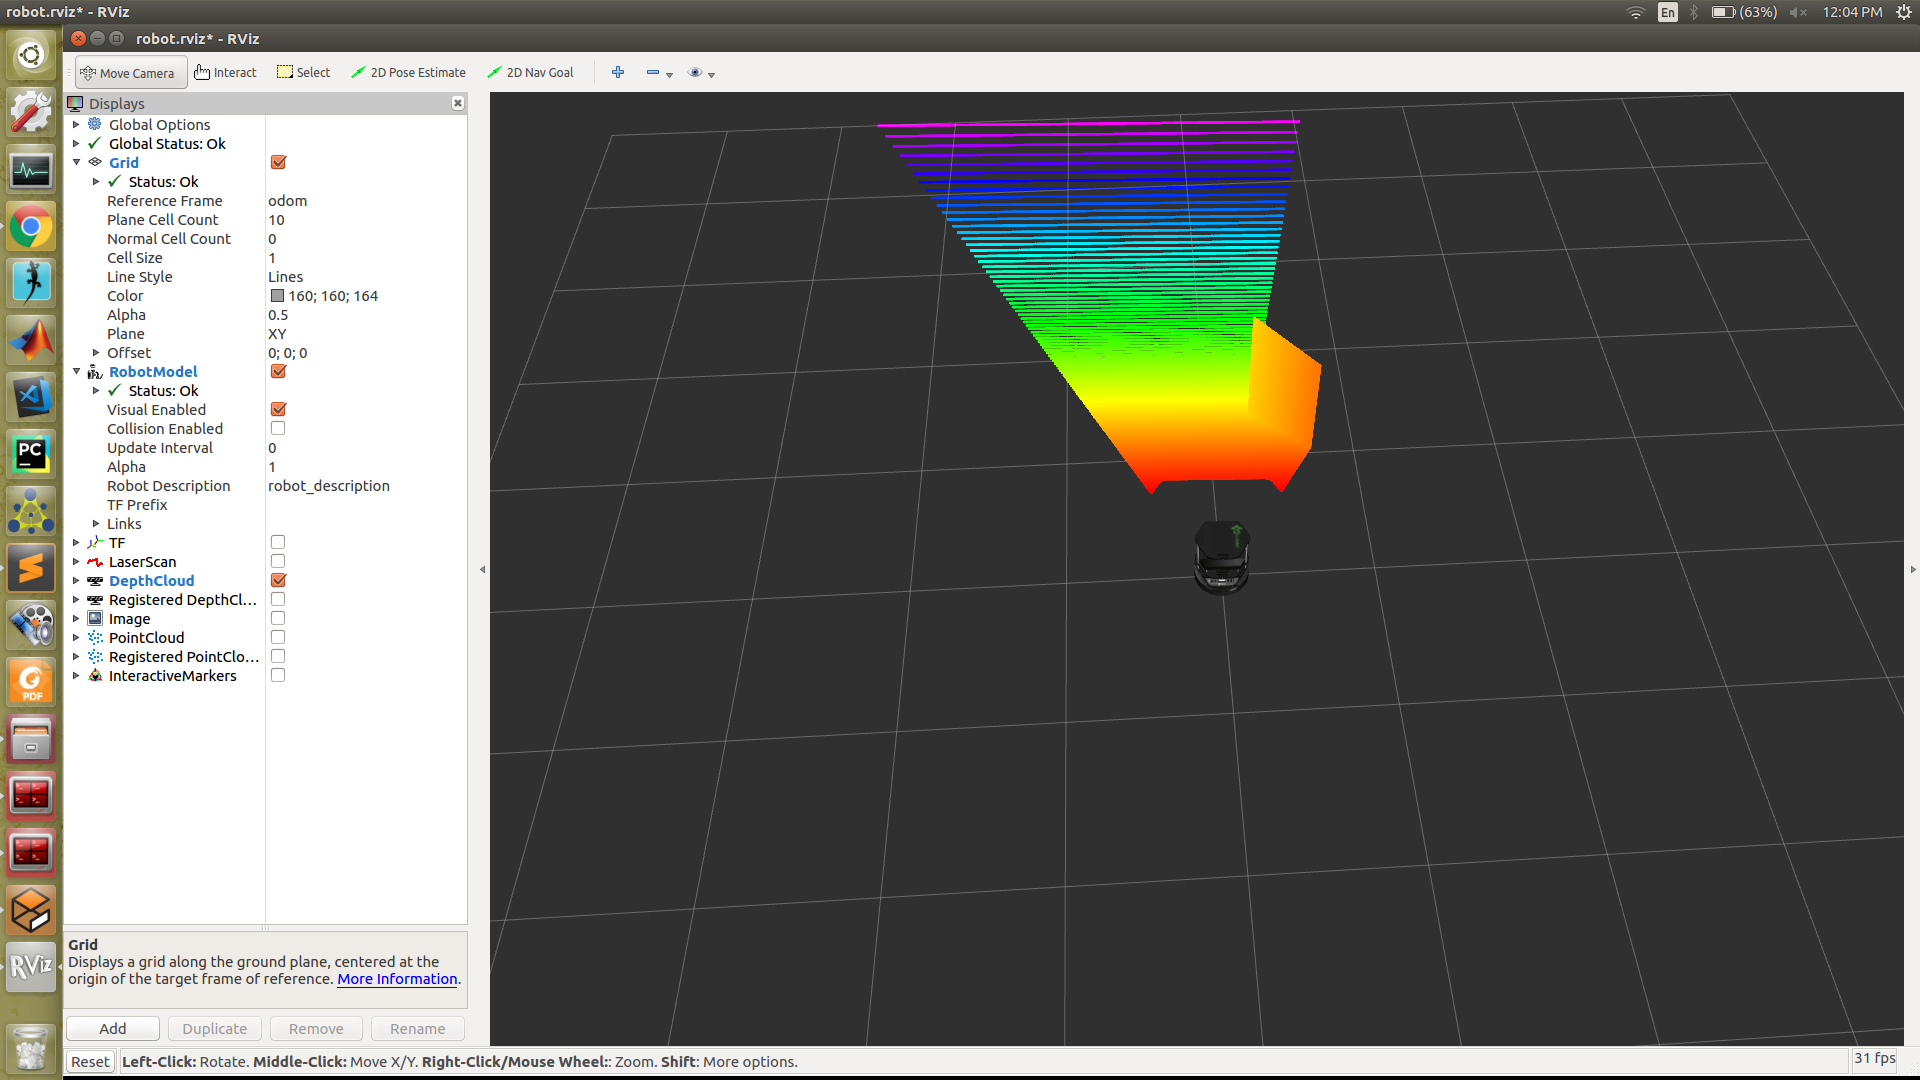 robot.rviz* - RViz
En
(63%)
12:04 PM
robot.rviz* - RViz
Move Camera
Interact
Select
2D Pose Estimate
2D Nav Goal
Displays
Global Options
Global Status: Ok
Grid
Status: Ok
Reference Frame odom
Plane Cell Count 10
Normal Cell Count 0
Cell Size 1
Line Style Lines
Color 160; 160; 164
Alpha 0.5
Plane XY
Offset 0; 0; 0
RobotModel
Status: Ok
Visual Enabled
Collision Enabled
Update Interval 0
Alpha 1
Robot Description robot_description
TF Prefix
Links
TF
LaserScan
DepthCloud
Registered DepthCl...
Image
PointCloud
Registered PointClo...
InteractiveMarkers
PC
PDF
RViz
Grid
Displays a grid along the ground plane, centered at the
origin of the target frame of reference. More Information.
Add
Duplicate
Remove
Rename
Reset
Left-Click: Rotate. Middle-Click: Move X/Y. Right-Click/Mouse Wheel:: Zoom. Shift: More options.
31 fps